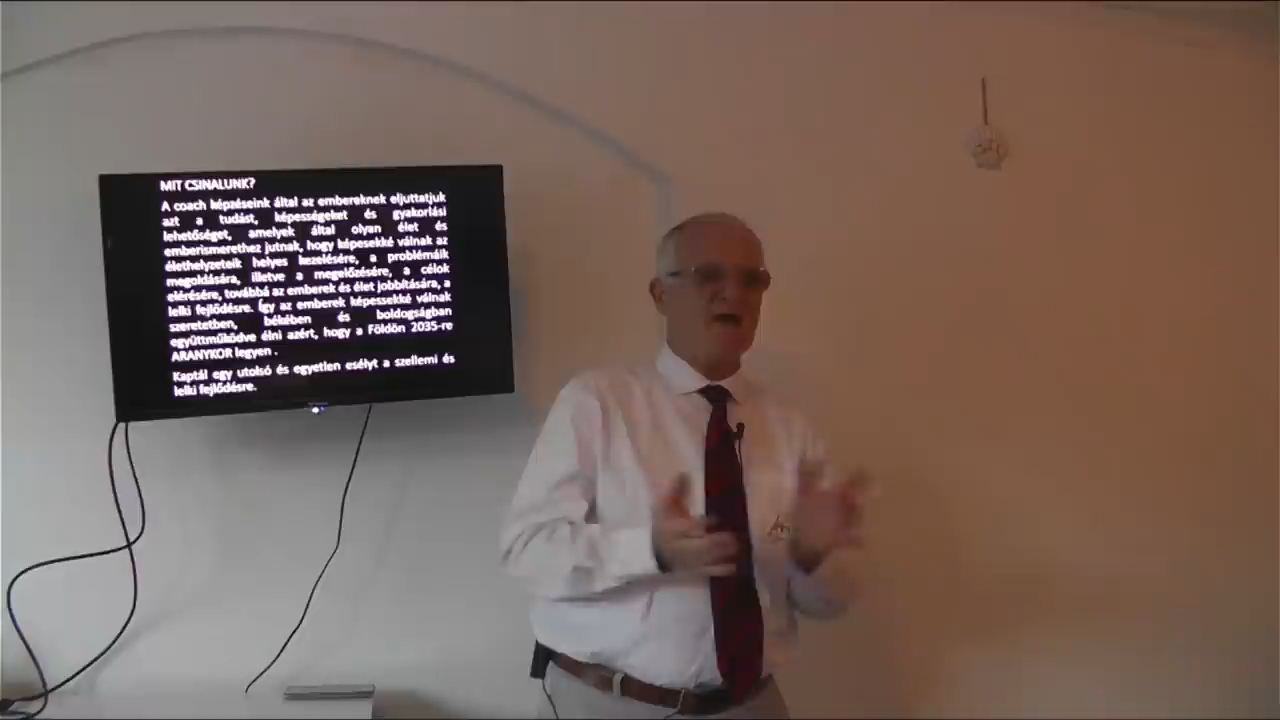 MIT CSINALUNK?
A coach képzéseink által az embereknek eljuttatjuk
azt a tudást, képességeket és gyakorlási
lehetőséget, amelyek által olyan élet és
emberismerethez jutnak, hogy képesekké válnak az
élethelyzeteik helyes kezelésére, a problémáik
megoldására, illetve a megelőzésére, a célok
elérésére, továbbá az emberek és élet jobbítására, a
lelki fejlődésre. Így az emberek képessekké válnak
szeretetben, békében és boldogságban
együttműködve élni azért, hogy a Földön 2035-re
ARANYKOR legyen .
Kaptál egy utolsó és egyetlen esélyt a szellemi és
lelki fejlődésre.